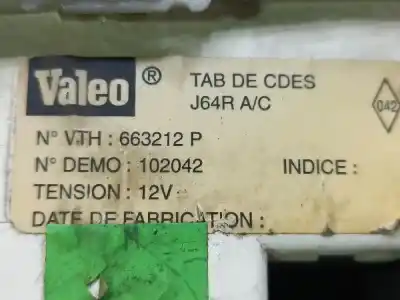 Valeo ® TAB DE CDES
J64R A/C
042
N° VTH : 663212 P
N° DEMO : 102042 INDICE :
TENSION : 12V
DATE DE FABRICATION :